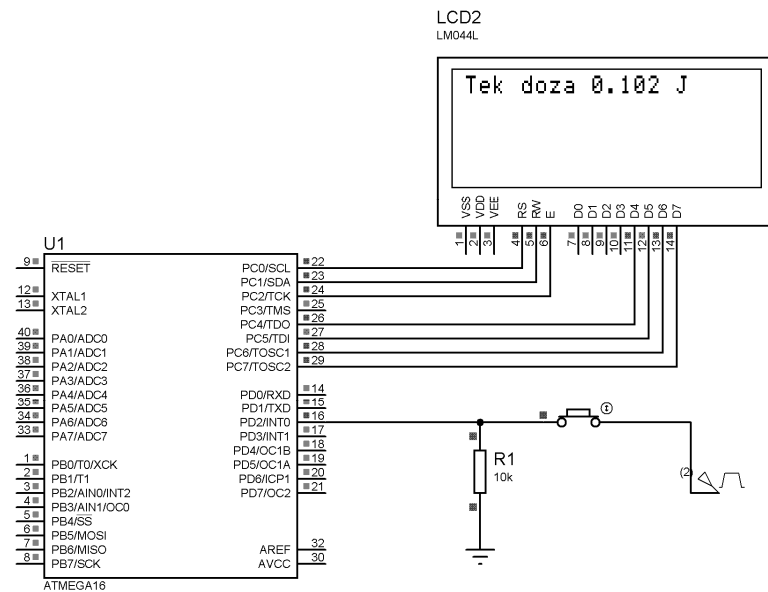 LCD2
LM044L
Tek doza 0.102 J
VSS
VDD
VEE
RS
RW
E
D0
D1
D2
D3
D4
D5
D6
D7
1
2
3
4
5
6
7
8
9
10
11
12
13
14
U1
9 RESET PC0/SCL 22
PC1/SDA 23
12 XTAL1 PC2/TCK 24
13 XTAL2 PC3/TMS 25
PC4/TDO 26
40 PA0/ADC0 PC5/TDI 27
39 PA1/ADC1 PC6/TOSC1 28
38 PA2/ADC2 PC7/TOSC2 29
37 PA3/ADC3
36 PA4/ADC4 PD0/RXD 14
35 PA5/ADC5 PD1/TXD 15
34 PA6/ADC6 PD2/INT0 16
33 PA7/ADC7 PD3/INT1 17
PD4/OC1B 18
1 PB0/T0/XCK PD5/OC1A 19
2 PB1/T1 PD6/ICP1 20
3 PB2/AIN0/INT2 PD7/OC2 21
4 PB3/AIN1/OC0
5 PB4/SS
6 PB5/MOSI
7 PB6/MISO AREF 32
8 PB7/SCK AVCC 30
ATMEGA16
R1
10k
(2)